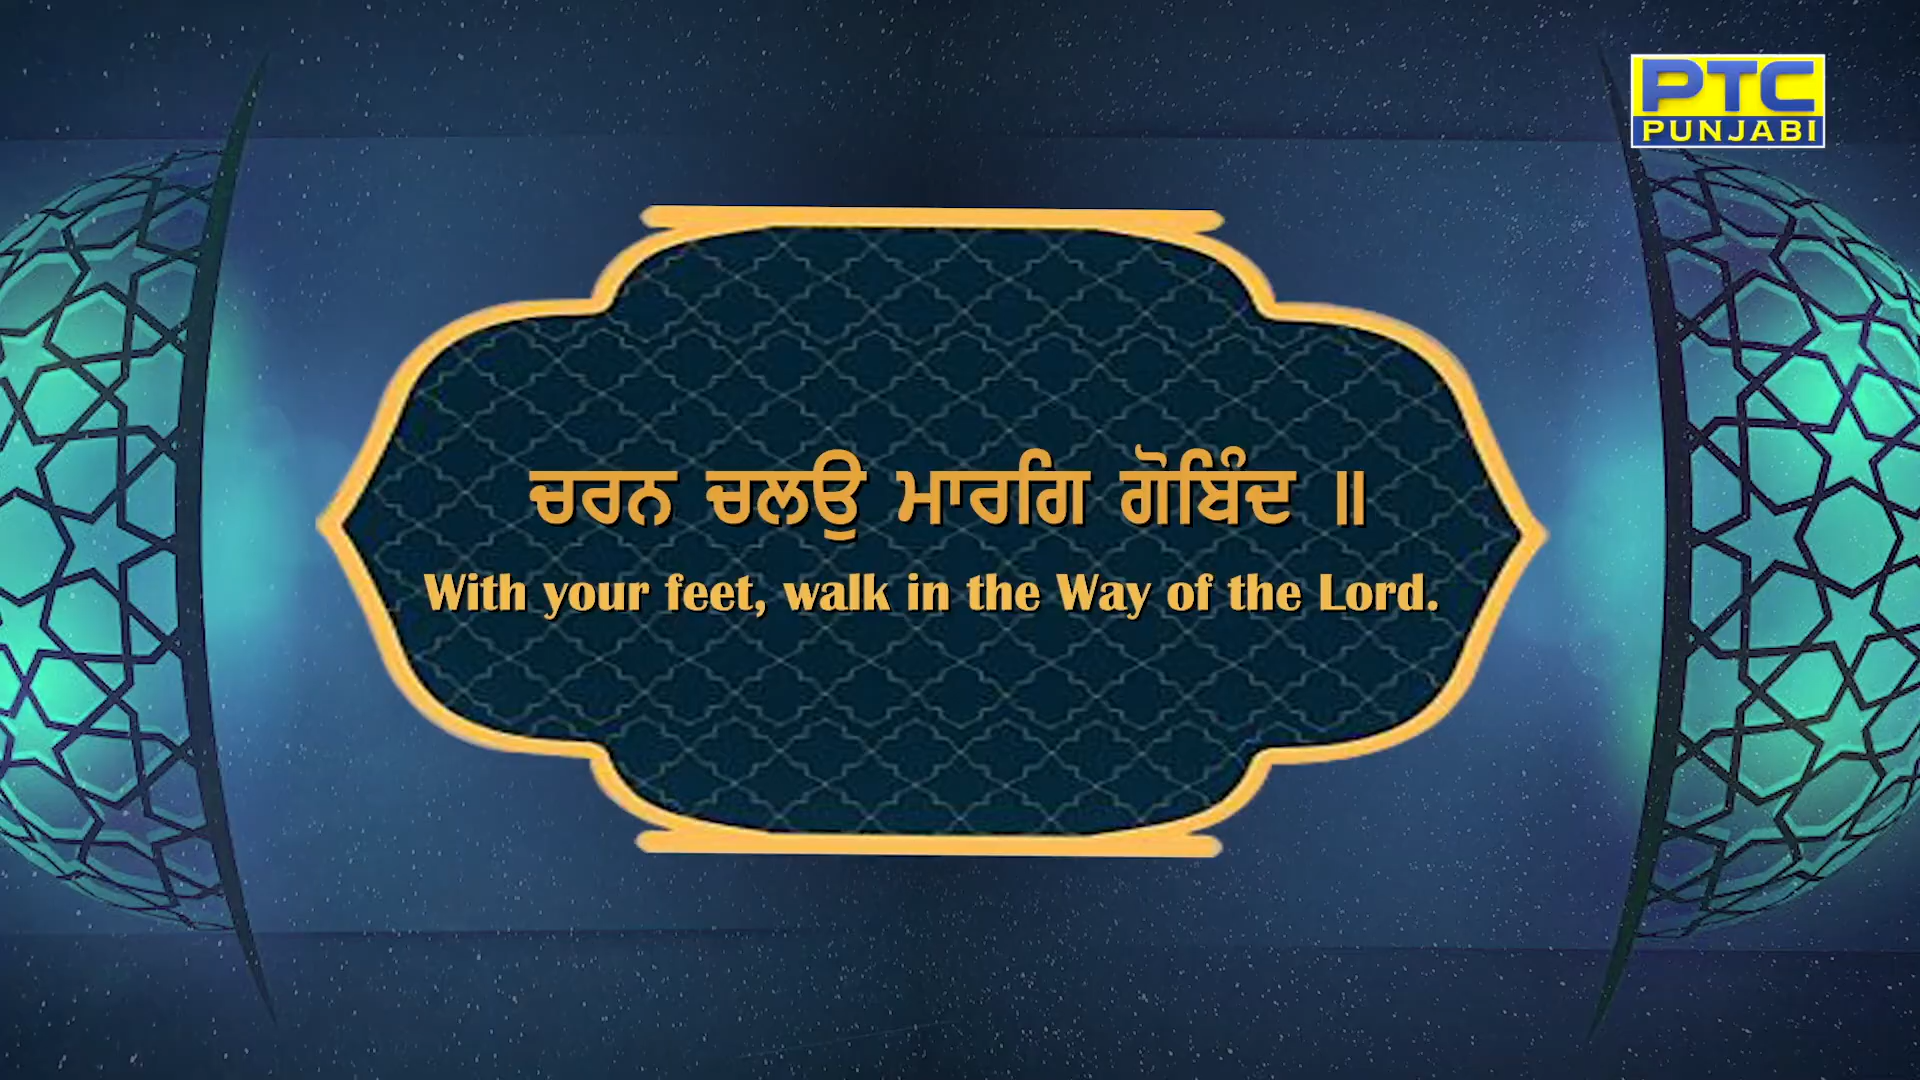 PTC
PUNJABI
ਚਰਨ ਚਲਉ ਮਾਰਗਿ ਗੋਬਿੰਦ ॥
With your feet, walk in the Way of the Lord.